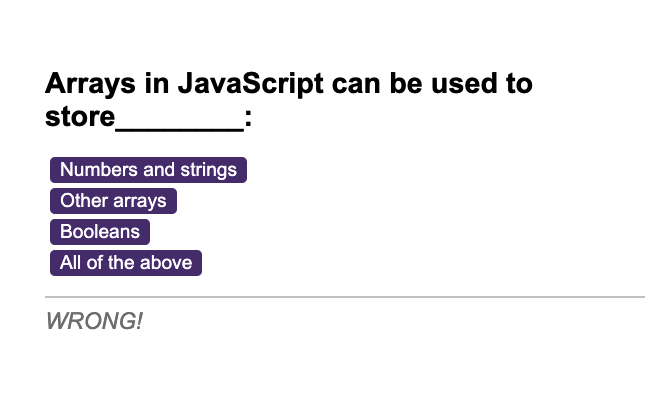 Arrays in JavaScript can be used to
store________:
Numbers and strings
Other arrays
Booleans
All of the above
WRONG!